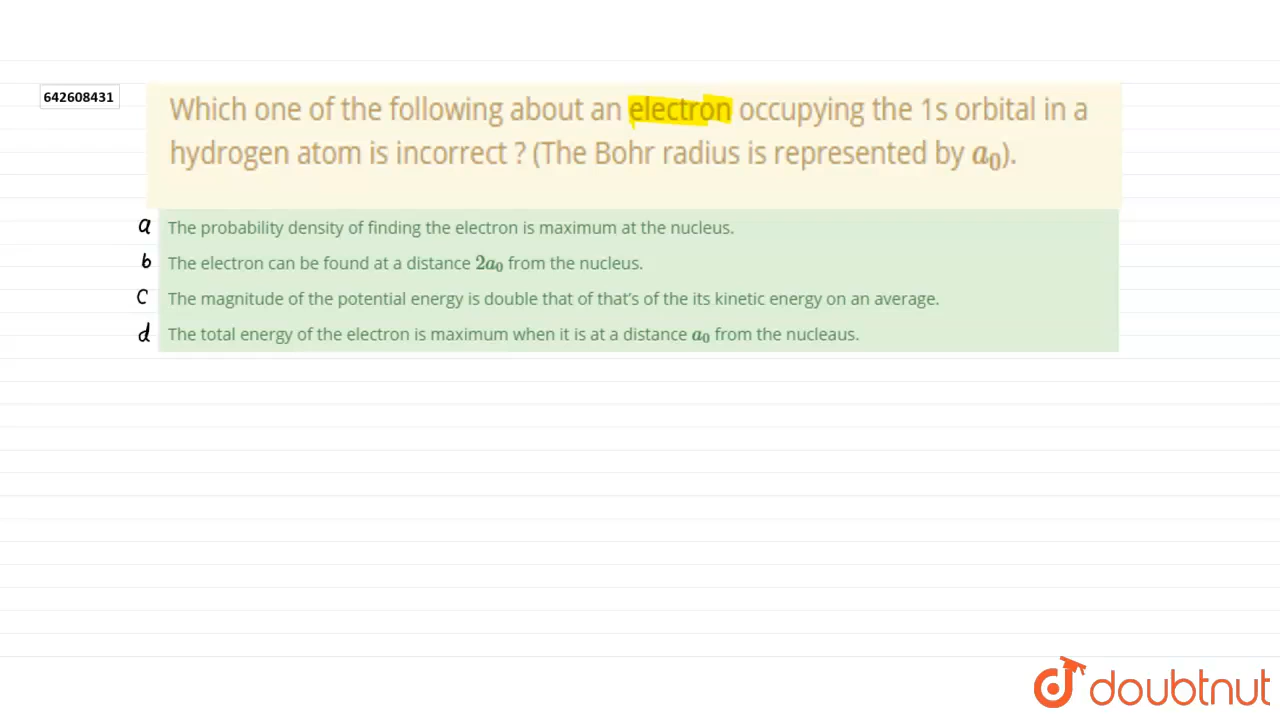 642608431
Which one of the following about an electron occupying the 1s orbital in a
hydrogen atom is incorrect ? (The Bohr radius is represented by a₀).
a The probability density of finding the electron is maximum at the nucleus.
b The electron can be found at a distance 2a₀ from the nucleus.
C The magnitude of the potential energy is double that of that's of the its kinetic energy on an average.
d The total energy of the electron is maximum when it is at a distance a₀ from the nucleaus.
doubtnut